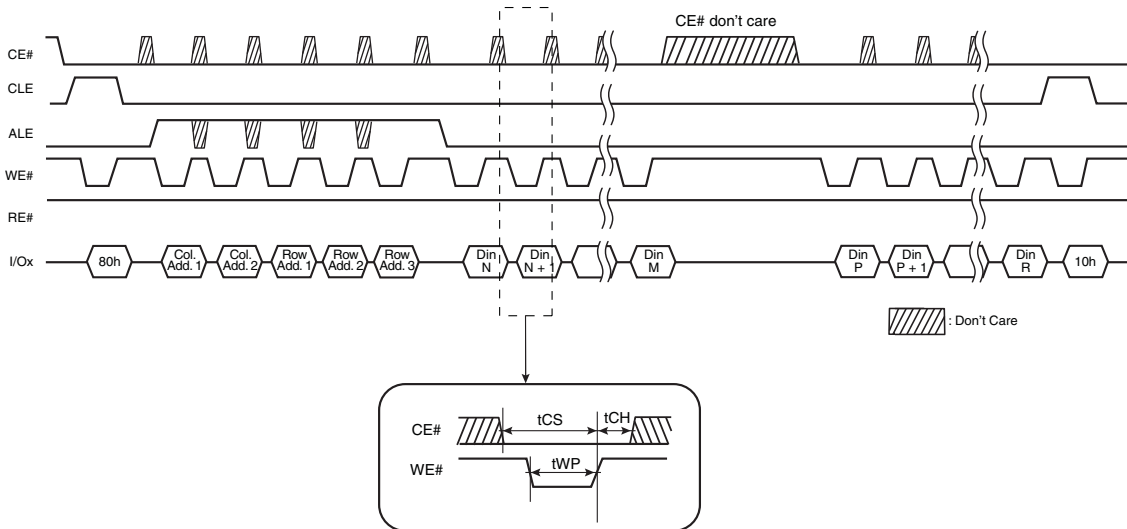 CE# don't care
CE#
CLE
ALE
WE#
RE#
I/Ox
80h
Col.
Add. 1
Col.
Add. 2
Row
Add. 1
Row
Add. 2
Row
Add. 3
Din
N
Din
N + 1
Din
M
Din
P
Din
P + 1
Din
R
10h
: Don't Care
CE#
tCS
tCH
WE#
tWP